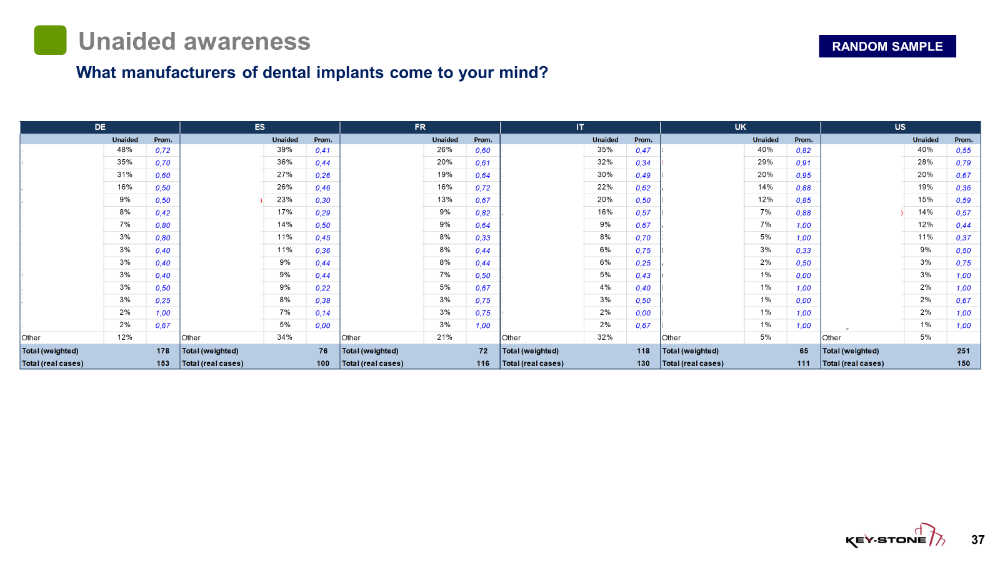 Unaided awareness
RANDOM SAMPLE
What manufacturers of dental implants come to your mind?
DE ES FR IT UK US
Unaided Prom. Unaided Prom. Unaided Prom. Unaided Prom. Unaided Prom. Unaided Prom.
48% 0,72 39% 0,41 26% 0,60 35% 0,47 40% 0,82 40% 0,55
35% 0,70 36% 0,44 20% 0,61 32% 0,34 29% 0,91 28% 0,79
31% 0,60 27% 0,26 19% 0,64 30% 0,49 20% 0,95 20% 0,67
16% 0,50 26% 0,46 16% 0,72 22% 0,62 14% 0,88 19% 0,36
9% 0,50 ) 23% 0,30 13% 0,67 20% 0,50 12% 0,85 15% 0,59
8% 0,42 17% 0,29 9% 0,82 16% 0,57 7% 0,88 ) 14% 0,57
7% 0,80 14% 0,50 9% 0,64 9% 0,67 7% 1,00 12% 0,44
3% 0,80 11% 0,45 8% 0,33 8% 0,70 5% 1,00 11% 0,37
3% 0,40 11% 0,36 8% 0,44 6% 0,75 3% 0,33 9% 0,50
3% 0,40 9% 0,44 8% 0,44 6% 0,25 2% 0,50 3% 0,75
3% 0,40 9% 0,44 7% 0,50 5% 0,43 1% 0,00 3% 1,00
3% 0,50 9% 0,22 5% 0,67 4% 0,40 1% 1,00 2% 1,00
3% 0,25 8% 0,38 3% 0,75 3% 0,50 1% 0,00 2% 0,67
2% 1,00 7% 0,14 3% 0,75 2% 0,00 1% 1,00 2% 1,00
2% 0,67 5% 0,00 3% 1,00 2% 0,67 1% 1,00 1% 1,00
Other 12% Other 34% Other 21% Other 32% Other 5% Other 5%
Total (weighted) 178 Total (weighted) 76 Total (weighted) 72 Total (weighted) 118 Total (weighted) 65 Total (weighted) 251
Total (real cases) 153 Total (real cases) 100 Total (real cases) 116 Total (real cases) 130 Total (real cases) 111 Total (real cases) 150
KEY-STONE
37